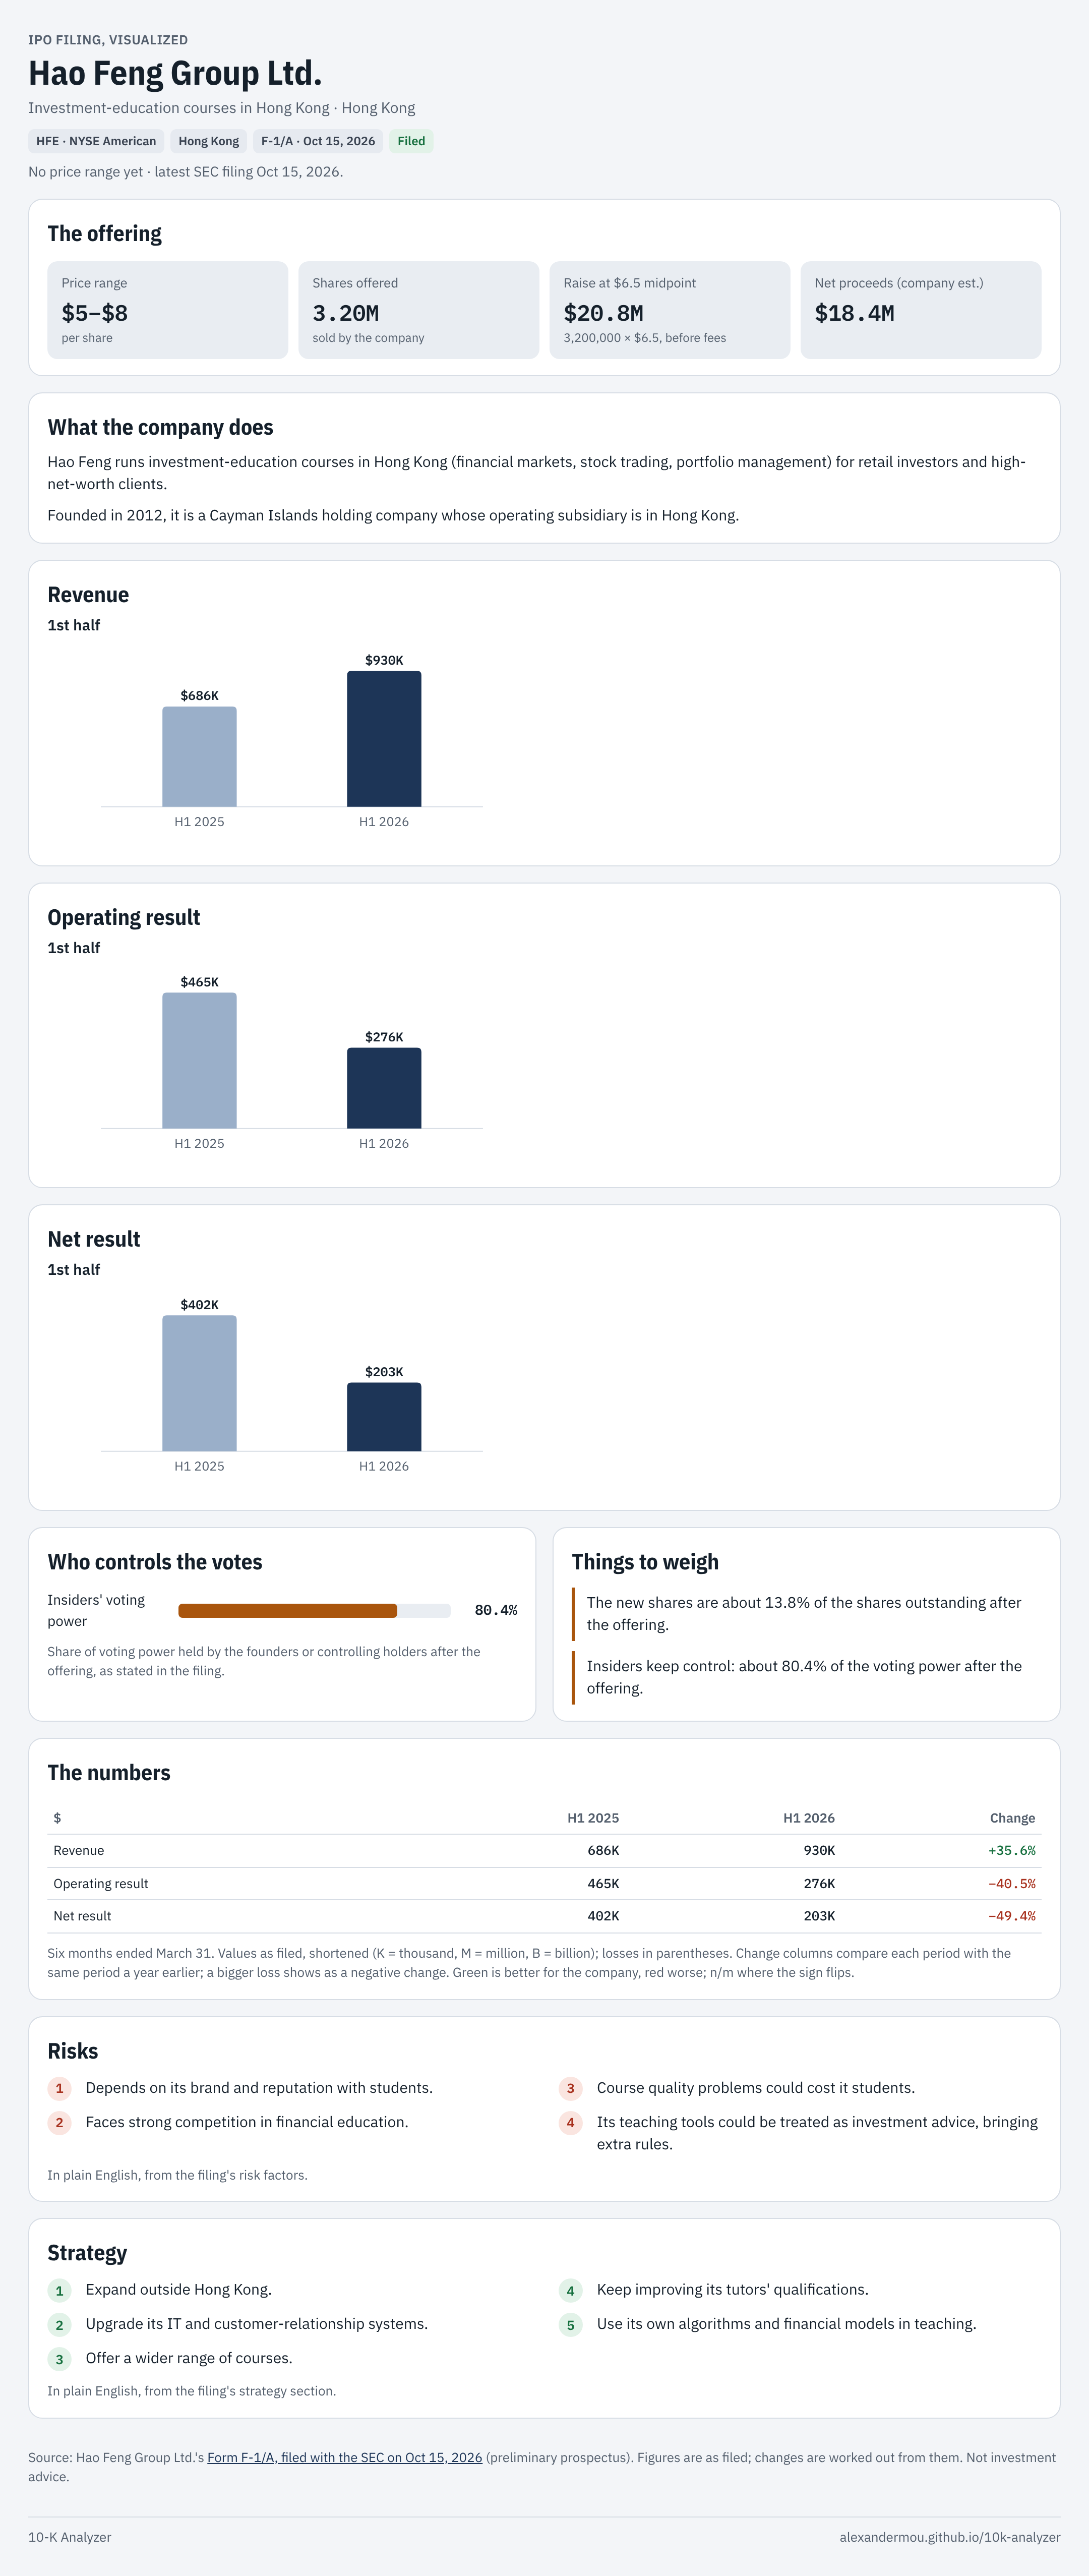 IPO FILING, VISUALIZED
Hao Feng Group Ltd.
Investment-education courses in Hong Kong · Hong Kong
HFE · NYSE American
Hong Kong
F-1/A · Oct 15, 2026
Filed
No price range yet · latest SEC filing Oct 15, 2026.
The offering
Price range
$5–$8
per share
Shares offered
3.20M
sold by the company
Raise at $6.5 midpoint
$20.8M
3,200,000 × $6.5, before fees
Net proceeds (company est.)
$18.4M
What the company does
Hao Feng runs investment-education courses in Hong Kong (financial markets, stock trading, portfolio management) for retail investors and high-
net-worth clients.
Founded in 2012, it is a Cayman Islands holding company whose operating subsidiary is in Hong Kong.
Revenue
1st half
$686K
$930K
H1 2025
H1 2026
Operating result
1st half
$465K
$276K
H1 2025
H1 2026
Net result
1st half
$402K
$203K
H1 2025
H1 2026
Who controls the votes
Insiders' voting
power
80.4%
Share of voting power held by the founders or controlling holders after the
offering, as stated in the filing.
Things to weigh
The new shares are about 13.8% of the shares outstanding after
the offering.
Insiders keep control: about 80.4% of the voting power after the
offering.
The numbers
$ H1 2025 H1 2026 Change
Revenue 686K 930K +35.6%
Operating result 465K 276K −40.5%
Net result 402K 203K −49.4%
Six months ended March 31. Values as filed, shortened (K = thousand, M = million, B = billion); losses in parentheses. Change columns compare each period with the
same period a year earlier; a bigger loss shows as a negative change. Green is better for the company, red worse; n/m where the sign flips.
Risks
1 Depends on its brand and reputation with students.
2 Faces strong competition in financial education.
3 Course quality problems could cost it students.
4 Its teaching tools could be treated as investment advice, bringing
extra rules.
In plain English, from the filing's risk factors.
Strategy
1 Expand outside Hong Kong.
2 Upgrade its IT and customer-relationship systems.
3 Offer a wider range of courses.
4 Keep improving its tutors' qualifications.
5 Use its own algorithms and financial models in teaching.
In plain English, from the filing's strategy section.
Source: Hao Feng Group Ltd.'s Form F-1/A, filed with the SEC on Oct 15, 2026 (preliminary prospectus). Figures are as filed; changes are worked out from them. Not investment
advice.
10-K Analyzer
alexandermou.github.io/10k-analyzer